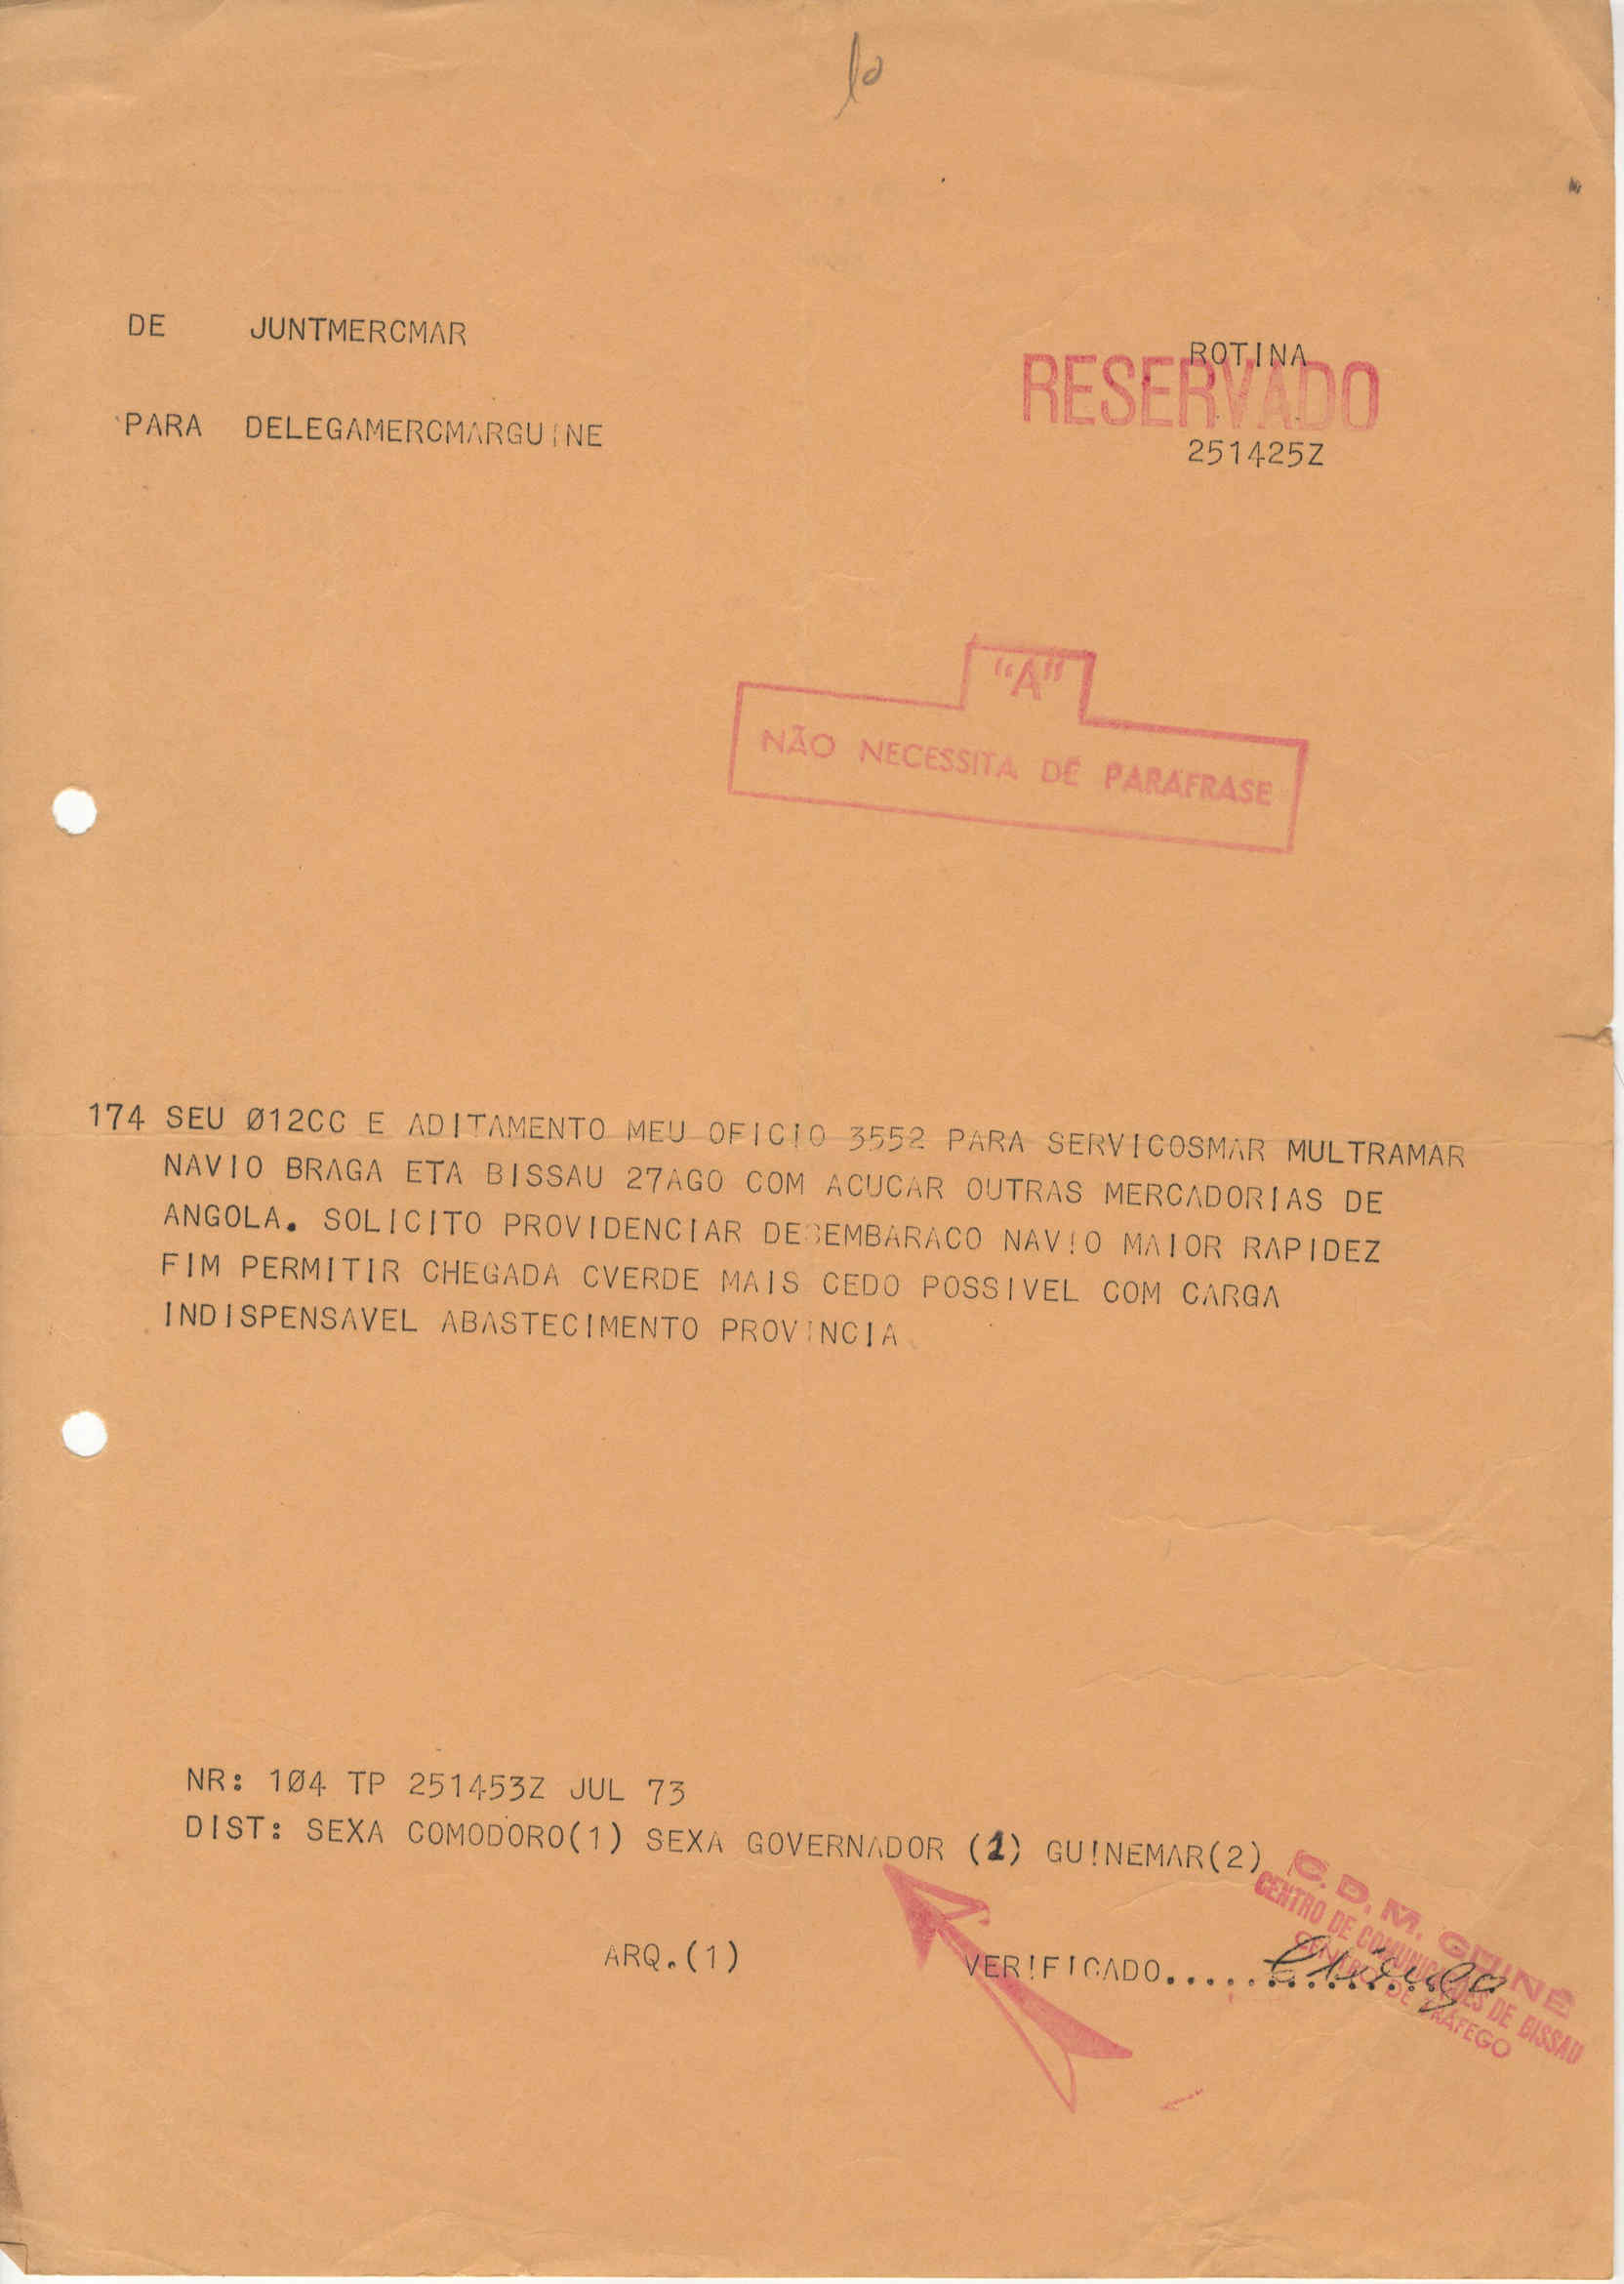 DE JUNTMERCMAR
ROTINA
RESERVADO
PARA DELEGAMERCMARGUINE
251425Z
"A"
NÃO NECESSITA DE PARÁFRASE
174 SEU Ø12CC E ADITAMENTO MEU OFICIO 3552 PARA SERVICOSMAR MULTRAMAR
NAVIO BRAGA ETA BISSAU 27AGO COM ACUCAR OUTRAS MERCADORIAS DE
ANGOLA. SOLICITO PROVIDENCIAR DESEMBARACO NAVIO MAIOR RAPIDEZ
FIM PERMITIR CHEGADA CVERDE MAIS CEDO POSSIVEL COM CARGA
INDISPENSAVEL ABASTECIMENTO PROVINCIA
NR: 1Ø4 TP 251453Z JUL 73
DIST: SEXA COMODORO(1) SEXA GOVERNADOR (1) GUINEMAR(2)
ARQ.(1)
VERIFICADO....................
C. D. M. GUINÉ
CENTRO DE COMUNICAÇÕES DE BISSAU
CENTRO DE TRÁFEGO